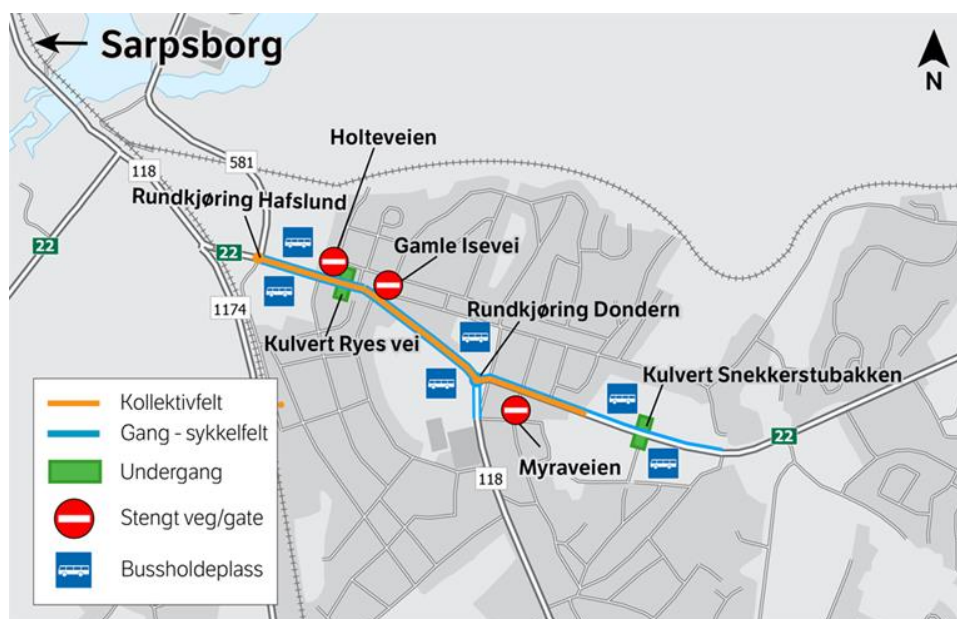 Sarpsborg
N
Holteveien
581
118
Rundkjøring Hafslund
22
22
Gamle Isevei
1174
Rundkjøring Dondern
Kulvert Ryes vei
Kulvert Snekkerstubakken
22
Myraveien
118
Kollektivfelt
Gang - sykkelfelt
Undergang
Stengt veg/gate
Bussholdeplass